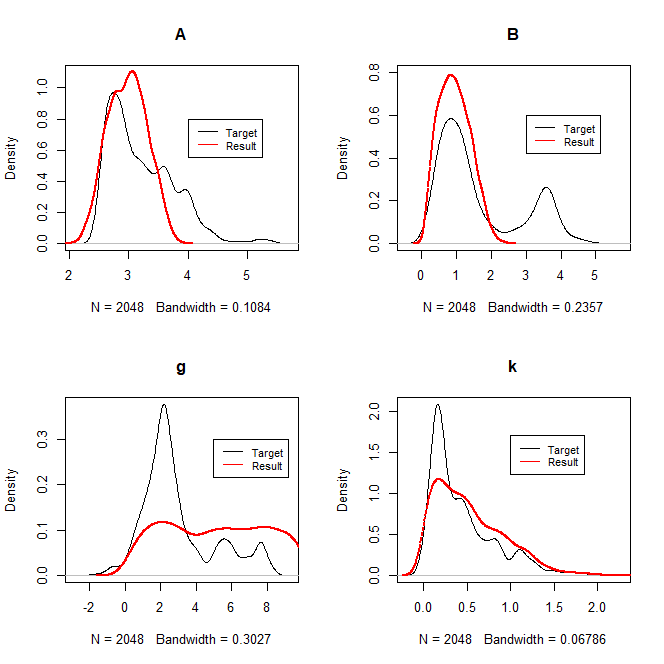 A
Density
0.0 0.2 0.4 0.6 0.8 1.0
Target
Result
2 3 4 5
N = 2048 Bandwidth = 0.1084
B
Density
0.0 0.2 0.4 0.6 0.8
Target
Result
0 1 2 3 4 5
N = 2048 Bandwidth = 0.2357
g
Density
0.0 0.1 0.2 0.3
Target
Result
-2 0 2 4 6 8
N = 2048 Bandwidth = 0.3027
k
Density
0.0 0.5 1.0 1.5 2.0
Target
Result
0.0 0.5 1.0 1.5 2.0
N = 2048 Bandwidth = 0.06786